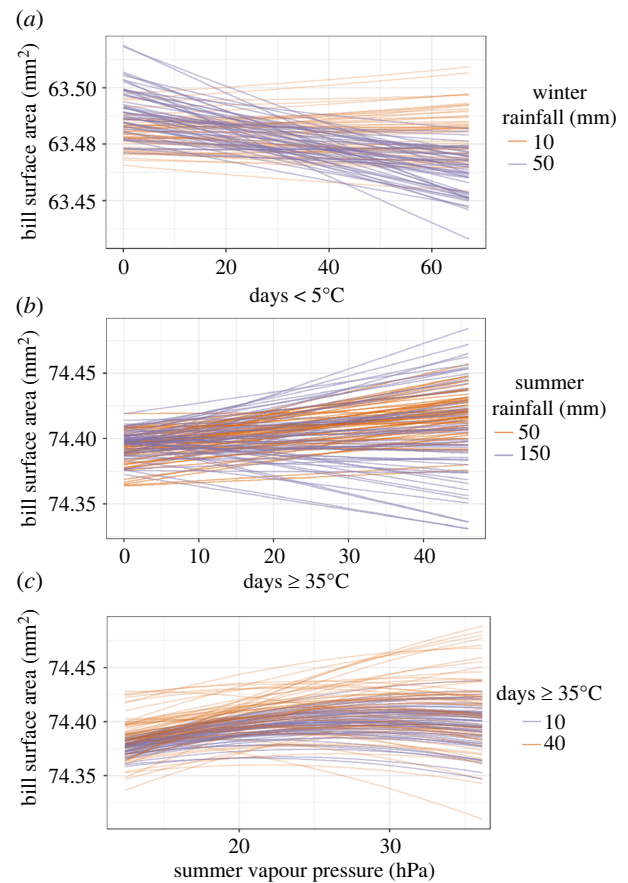 (a)
bill surface area (mm²)
63.50
63.48
63.45
0 20 40 60
days < 5°C
winter
rainfall (mm)
10
50
(b)
bill surface area (mm²)
74.45
74.40
74.35
0 10 20 30 40
days ≥ 35°C
summer
rainfall (mm)
50
150
(c)
bill surface area (mm²)
74.45
74.40
74.35
20 30
summer vapour pressure (hPa)
days ≥ 35°C
10
40